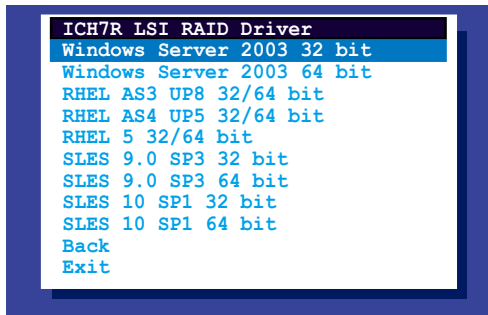 ICH7R LSI RAID Driver
Windows Server 2003 32 bit
Windows Server 2003 64 bit
RHEL AS3 UP8 32/64 bit
RHEL AS4 UP5 32/64 bit
RHEL 5 32/64 bit
SLES 9.0 SP3 32 bit
SLES 9.0 SP3 64 bit
SLES 10 SP1 32 bit
SLES 10 SP1 64 bit
Back
Exit